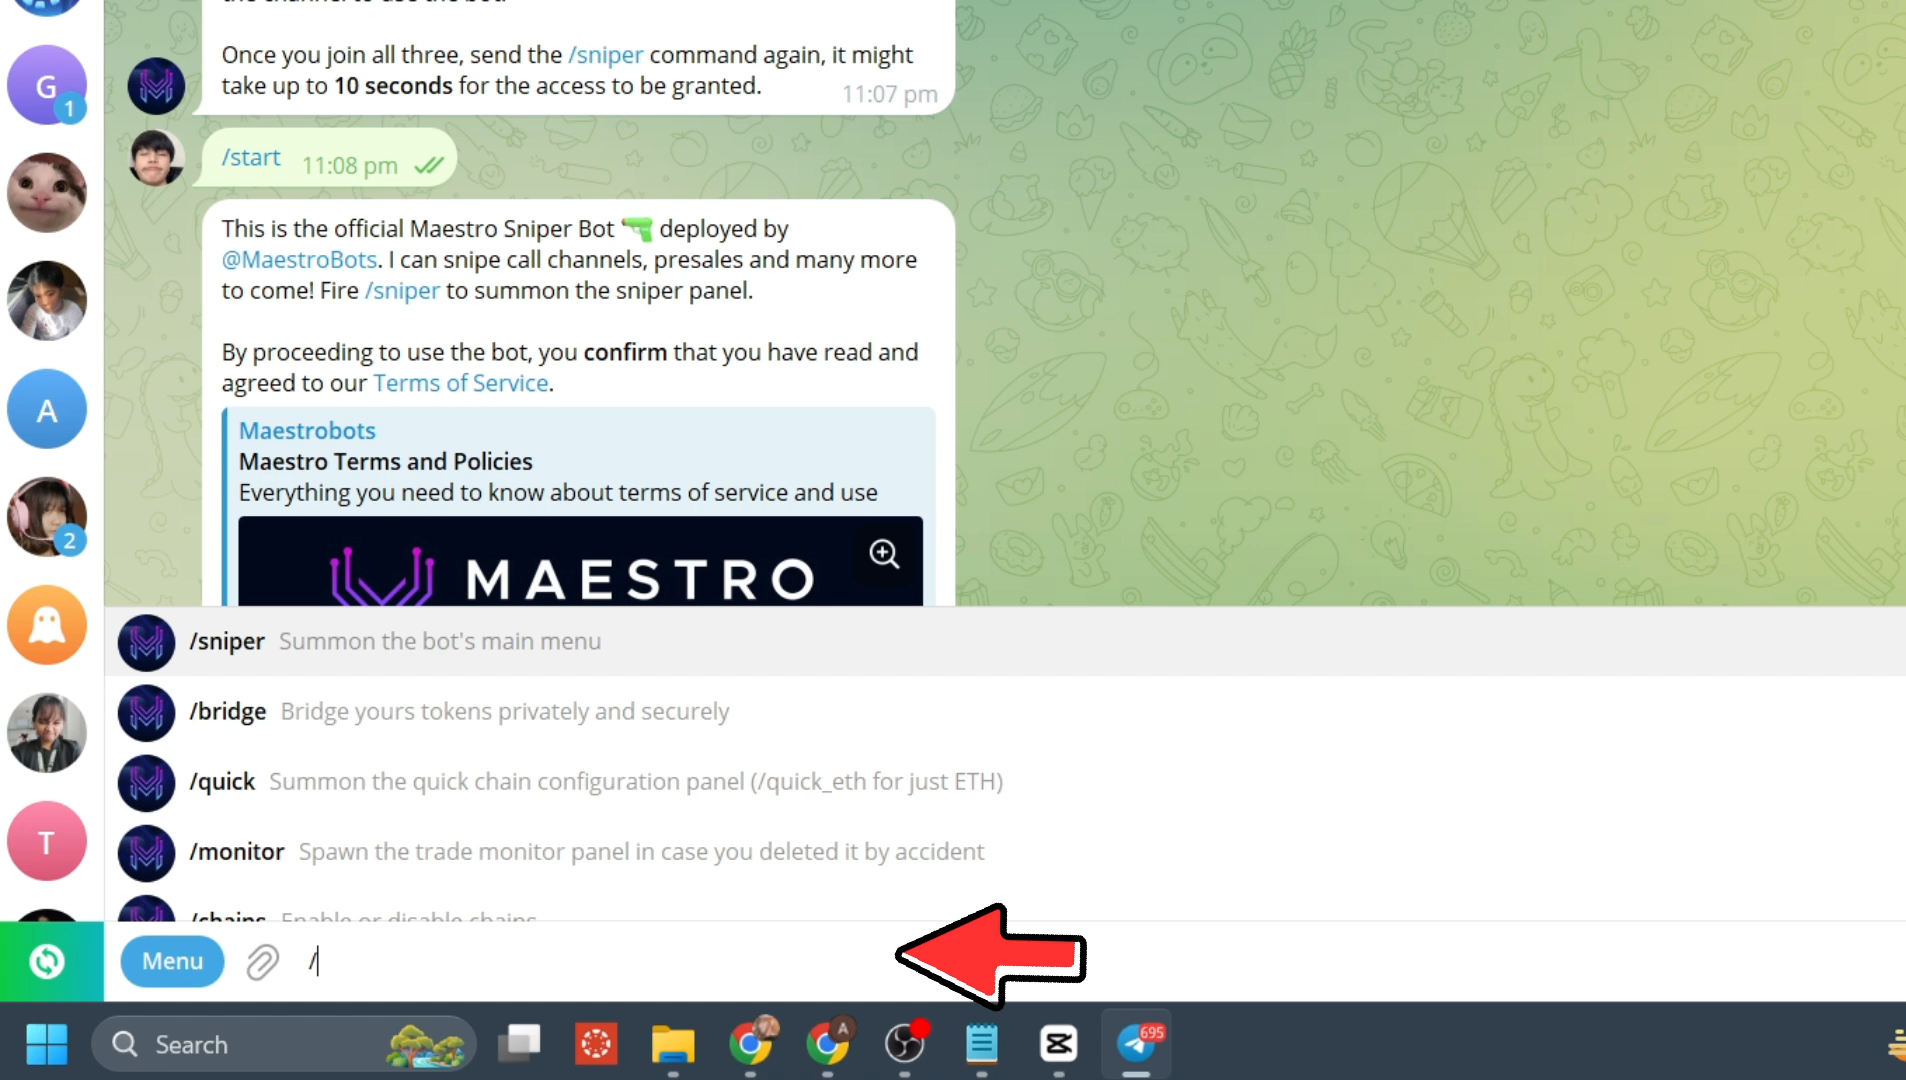 Once you join all three, send the /sniper command again, it might
take up to 10 seconds for the access to be granted.
11:07 pm
G
1
/start 11:08 pm
This is the official Maestro Sniper Bot deployed by
@MaestroBots. I can snipe call channels, presales and many more
to come! Fire /sniper to summon the sniper panel.
By proceeding to use the bot, you confirm that you have read and
agreed to our Terms of Service.
A
Maestrobots
Maestro Terms and Policies
Everything you need to know about terms of service and use
2
MAESTRO
/sniper Summon the bot's main menu
/bridge Bridge yours tokens privately and securely
/quick Summon the quick chain configuration panel (/quick_eth for just ETH)
T
/monitor Spawn the trade monitor panel in case you deleted it by accident
/chains Enable or disable chains
Menu /
Search
A
695